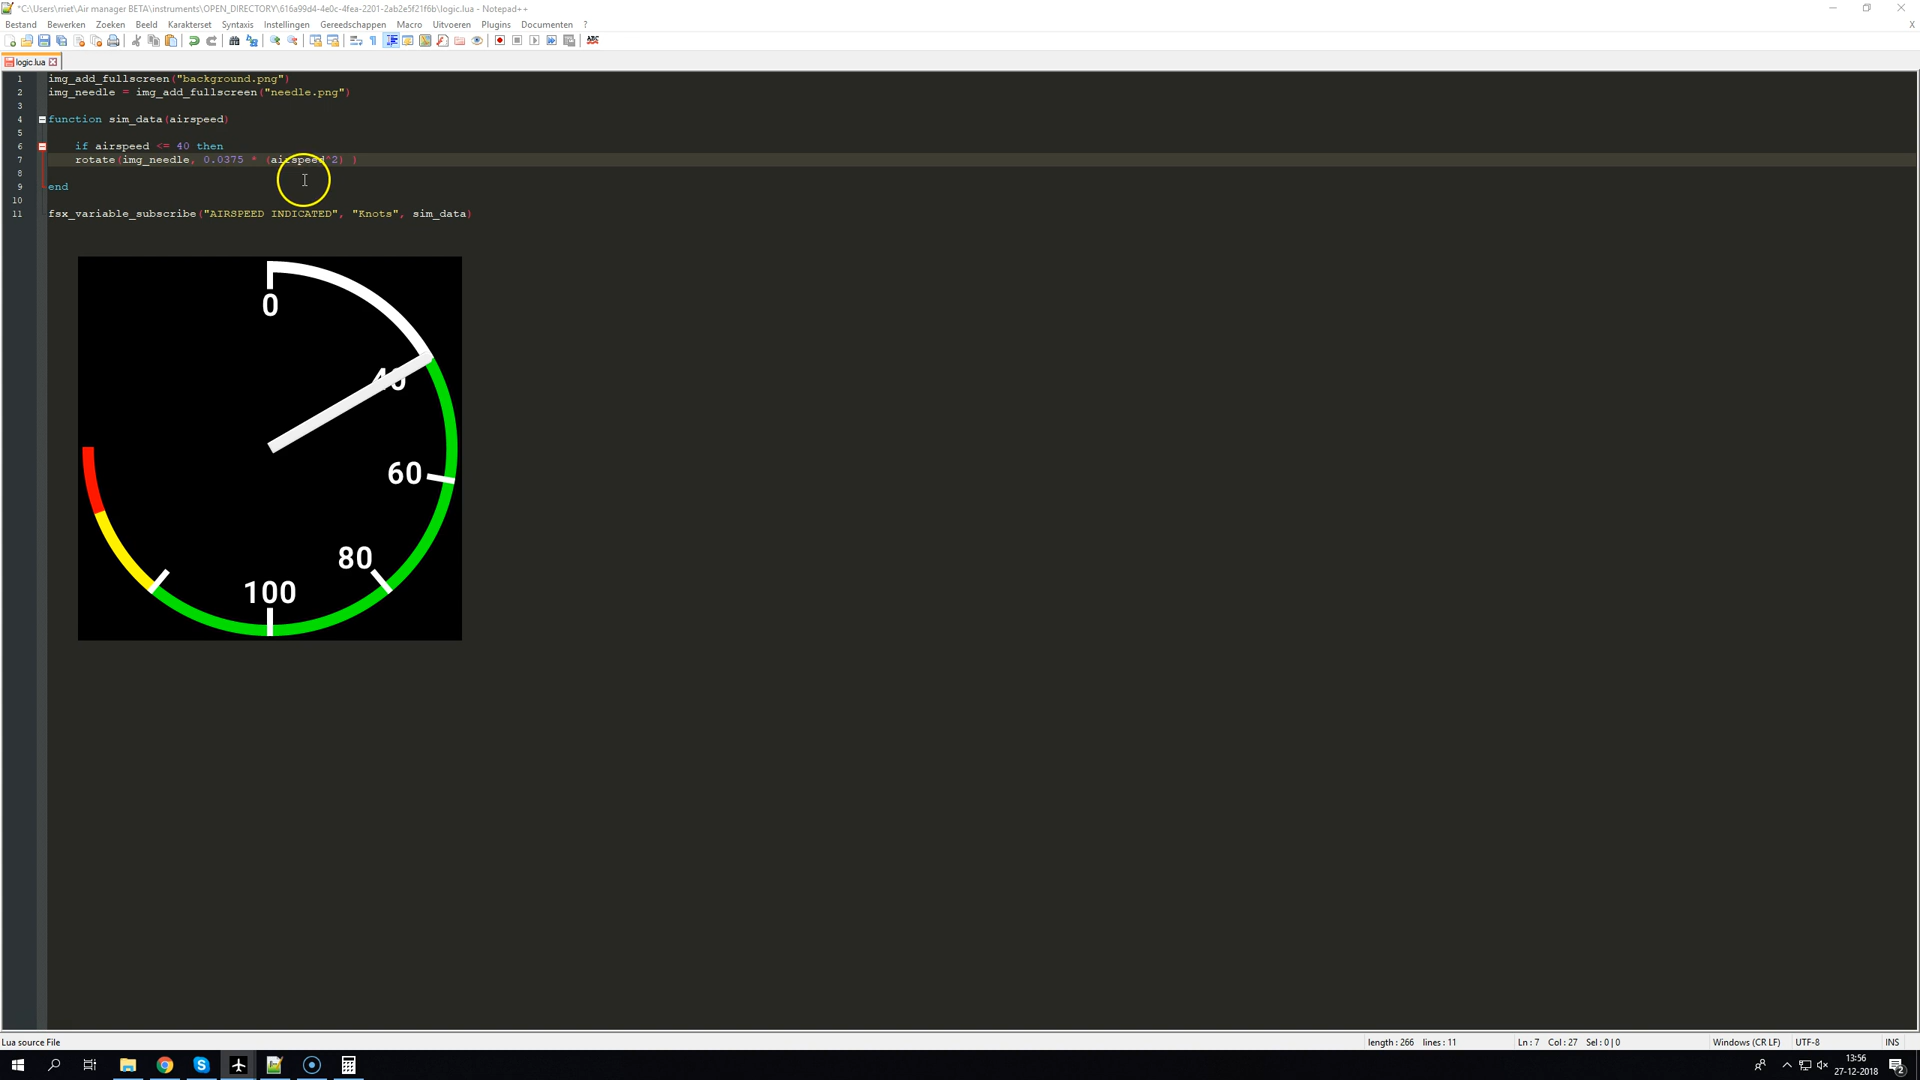 *C:\Users\riet\Air manager BETA\instruments\OPEN_DIRECTORY\616a99d4-4e0c-4fea-2201-2ab2e5f21f6b\logic.lua - Notepad++
Bestand Bewerken Zoeken Beeld Karakterset Syntaxis Instellingen Gereedschappen Macro Uitvoeren Plugins Documenten ? X
logic.lua
1 img_add_fullscreen("background.png")
2 img_needle = img_add_fullscreen("needle.png")
3
4 function sim_data(airspeed)
5
6 if airspeed <= 40 then
7 rotate(img_needle, 0.0375 * (airspeed^2) )
8
9 end
10
11 fsx_variable_subscribe("AIRSPEED INDICATED", "Knots", sim_data)
0
40
60
80
100
Lua source File length : 266 lines : 11 Ln : 7 Col : 27 Sel : 0 | 0 Windows (CR LF) UTF-8 INS
13:56
27-12-2018
2